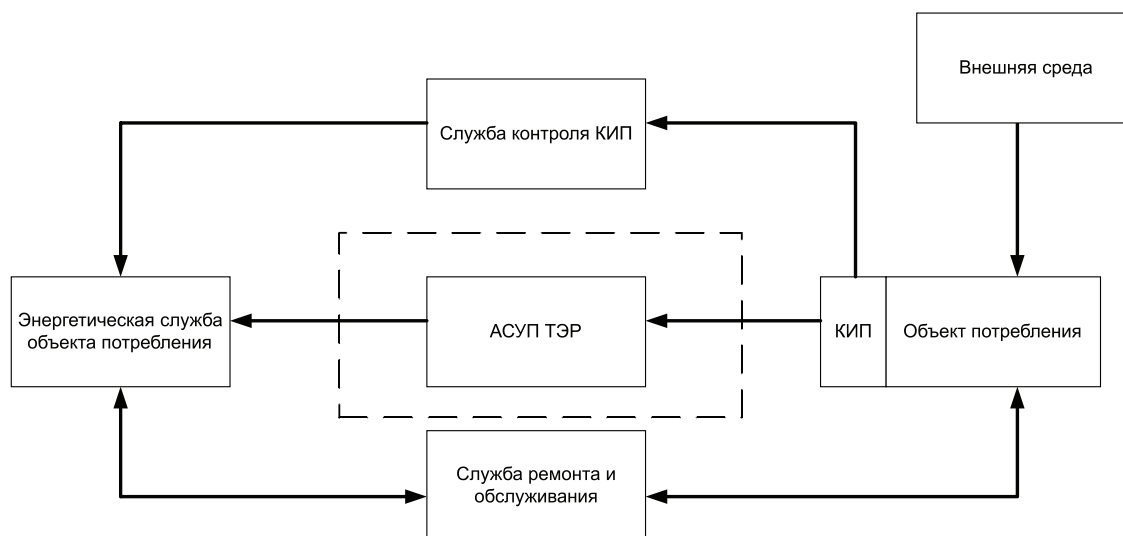 Внешняя среда
Служба контроля КИП
Энергетическая служба
объекта потребления
АСУП ТЭР
КИП
Объект потребления
Служба ремонта и
обслуживания